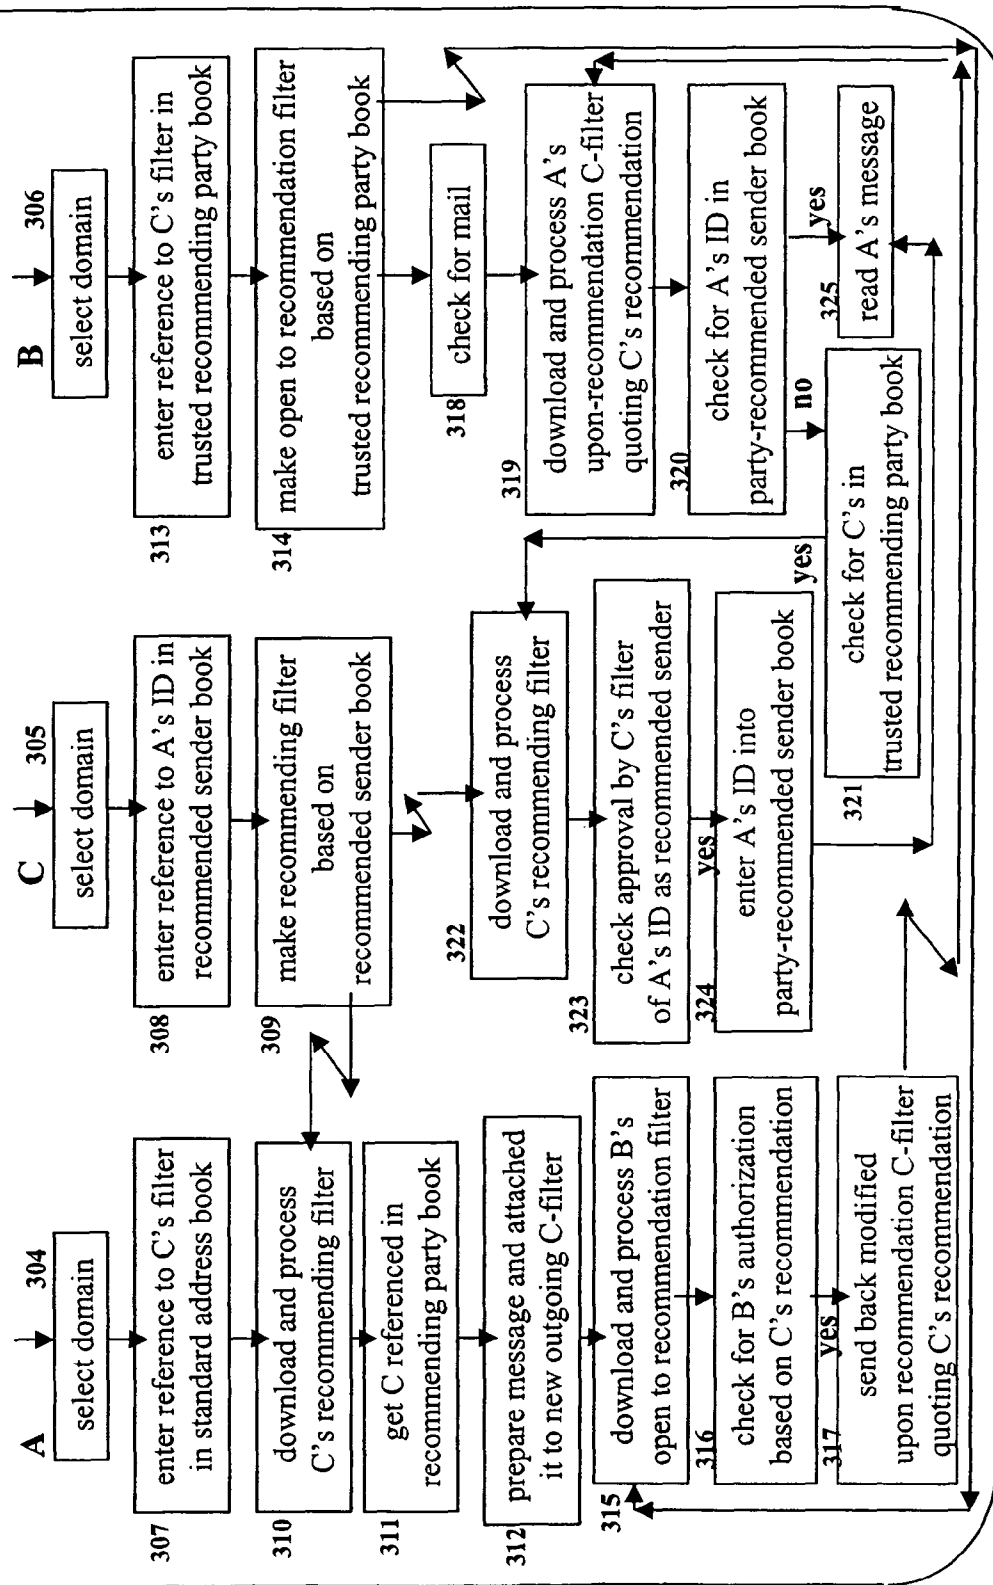 A
304
select domain
307
enter reference to C's filter
in standard address book
310
download and process
C's recommending filter
311
get C referenced in
recommending party book
312
prepare message and attached
it to new outgoing C-filter
315
download and process B's
open to recommendation filter
316
check for B's authorization
based on C's recommendation
317
yes
send back modified
upon recommendation C-filter
quoting C's recommendation
C
305
select domain
308
enter reference to A's ID in
recommended sender book
309
make recommending filter
based on
recommended sender book
322
download and process
C's recommending filter
323
check approval by C's filter
of A's ID as recommended sender
324
yes
enter A's ID into
party-recommended sender book
B
306
select domain
313
enter reference to C's filter in
trusted recommending party book
314
make open to recommendation filter
based on
trusted recommending party book
318
check for mail
319
download and process A's
upon-recommendation C-filter
quoting C's recommendation
320
check for A's ID in
party-recommended sender book
no
yes
321
yes
check for C's in
trusted recommending party book
325
read A's message